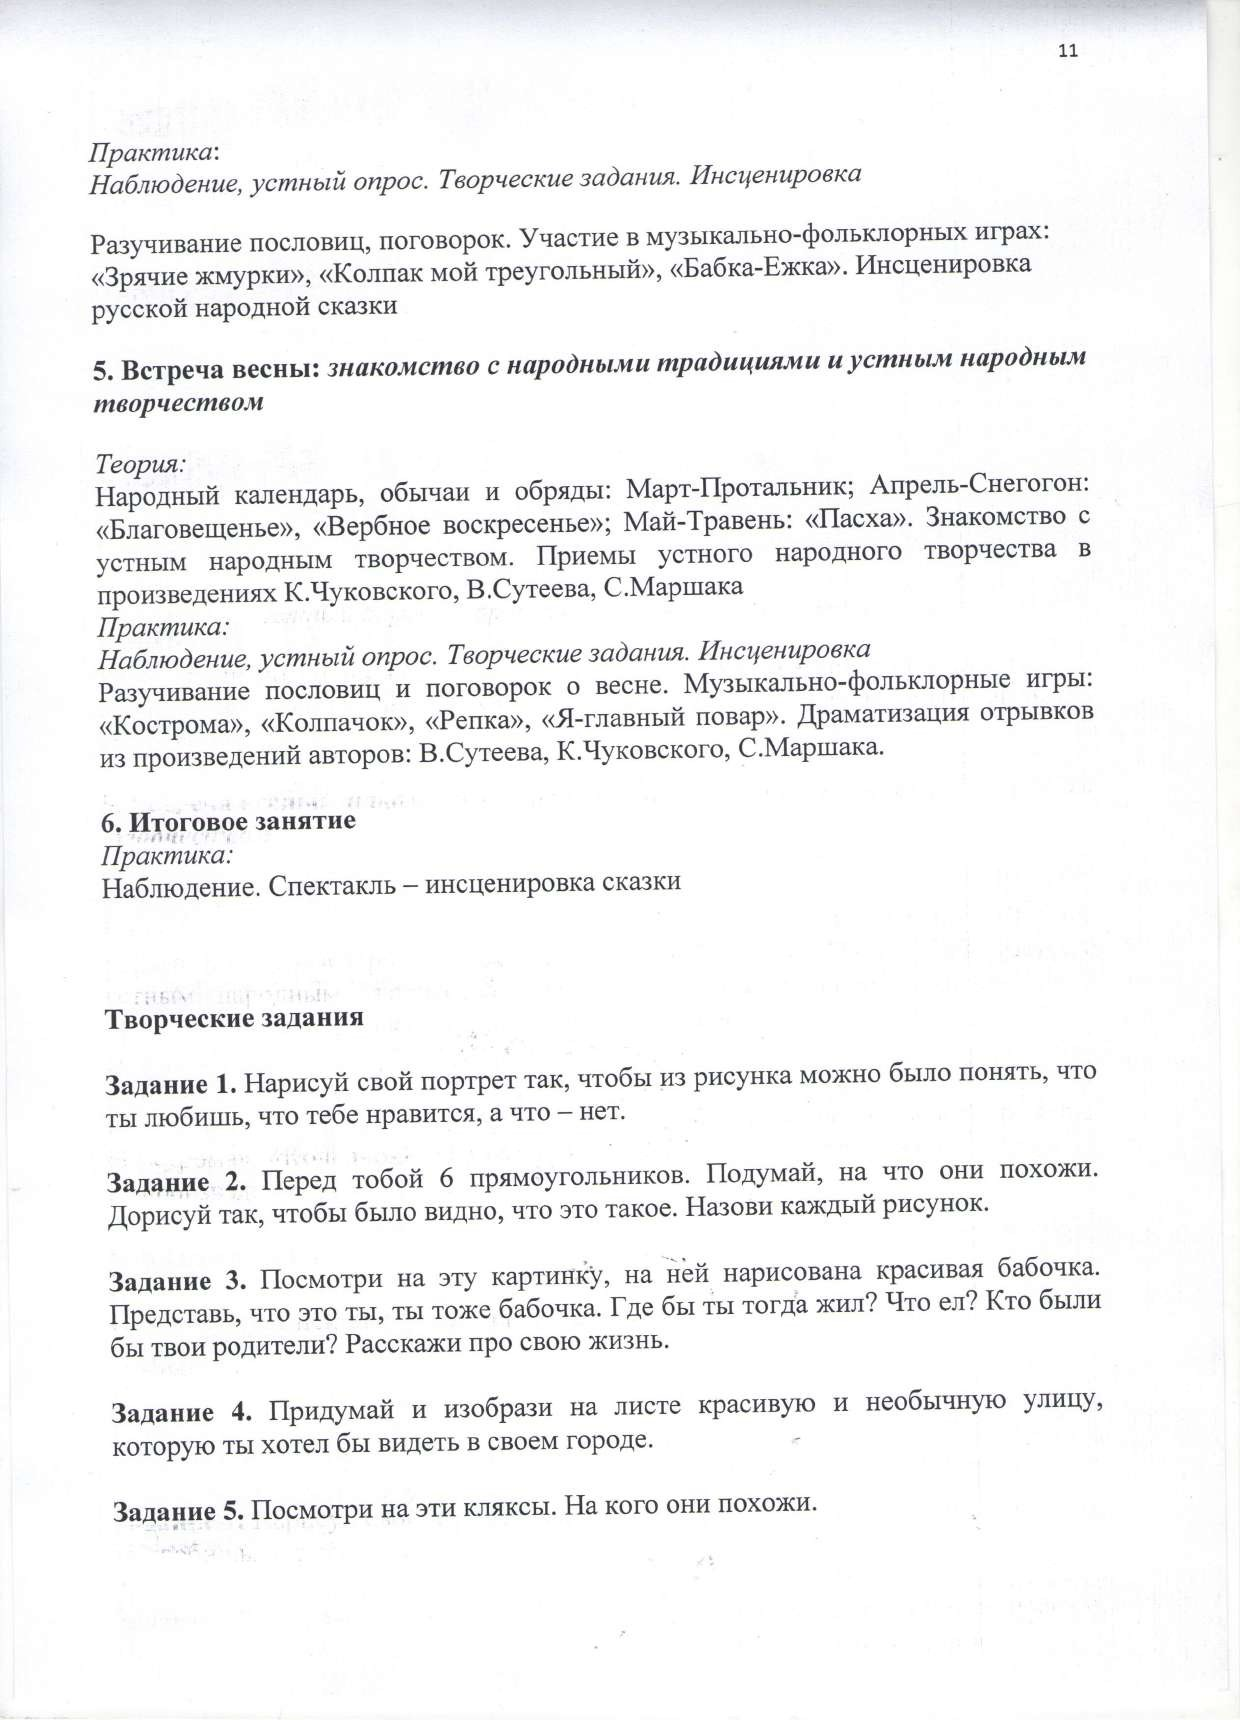 11
Практика:
Наблюдение, устный опрос. Творческие задания. Инсценировка
Разучивание пословиц, поговорок. Участие в музыкально-фольклорных играх:
«Зрячие жмурки», «Колпак мой треугольный», «Бабка-Ежка». Инсценировка
русской народной сказки
5. Встреча весны: знакомство с народными традициями и устным народным
творчеством
Теория:
Народный календарь, обычаи и обряды: Март-Протальник; Апрель-Снегогон:
«Благовещенье», «Вербное воскресенье»; Май-Травень: «Пасха». Знакомство с
устным народным творчеством. Приемы устного народного творчества в
произведениях К.Чуковского, В.Сутеева, С.Маршака
Практика:
Наблюдение, устный опрос. Творческие задания. Инсценировка
Разучивание пословиц и поговорок о весне. Музыкально-фольклорные игры:
«Кострома», «Колпачок», «Репка», «Я-главный повар». Драматизация отрывков
из произведений авторов: В.Сутеева, К.Чуковского, С.Маршака.
6. Итоговое занятие
Практика:
Наблюдение. Спектакль – инсценировка сказки
Творческие задания
Задание 1. Нарисуй свой портрет так, чтобы из рисунка можно было понять, что
ты любишь, что тебе нравится, а что – нет.
Задание 2. Перед тобой 6 прямоугольников. Подумай, на что они похожи.
Дорисуй так, чтобы было видно, что это такое. Назови каждый рисунок.
Задание 3. Посмотри на эту картинку, на ней нарисована красивая бабочка.
Представь, что это ты, ты тоже бабочка. Где бы ты тогда жил? Что ел? Кто были
бы твои родители? Расскажи про свою жизнь.
Задание 4. Придумай и изобрази на листе красивую и необычную улицу,
которую ты хотел бы видеть в своем городе.
Задание 5. Посмотри на эти кляксы. На кого они похожи.